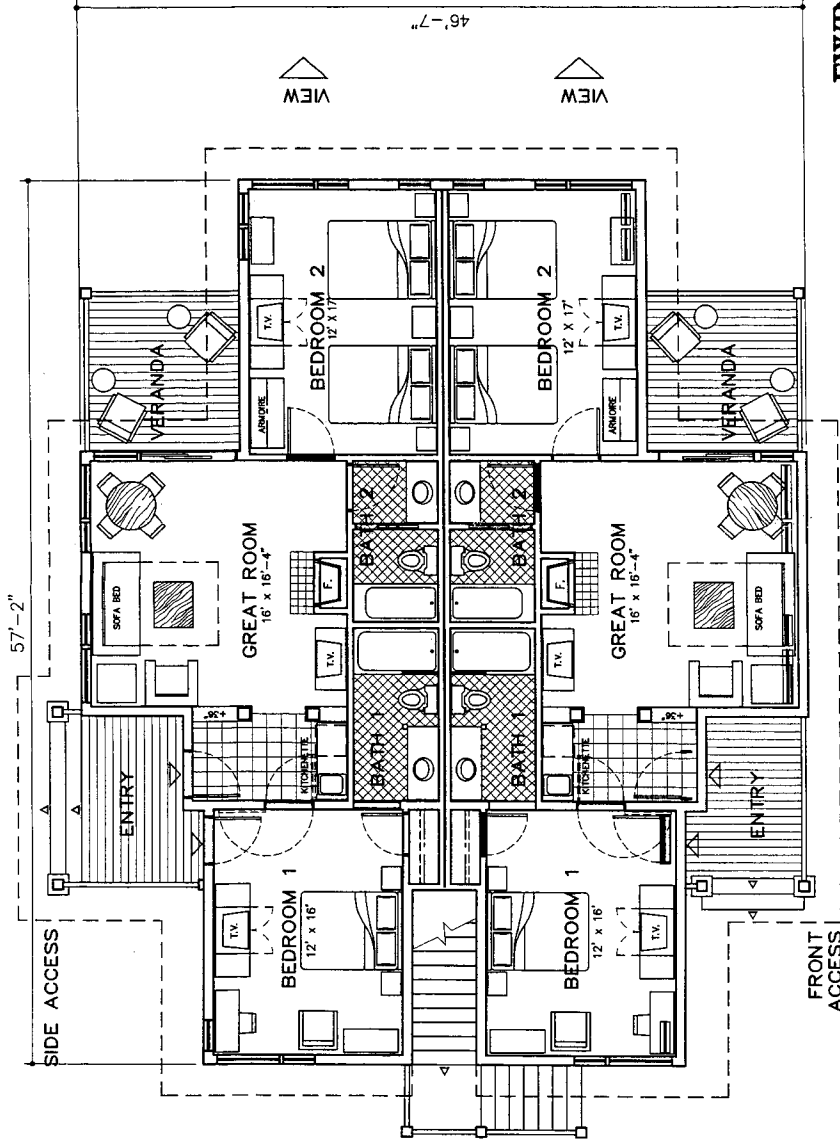 46'-7"
VIEW
VIEW
57'-2"
SIDE ACCESS
ENTRY
VERANDA
SOFA BED
GREAT ROOM
16' x 16'-4"
T.V.
F.
KITCHENETTE
+36"
BEDROOM 1
12' x 16'
T.V.
BATH 1
BATH 2
BEDROOM 2
12' X 17'
T.V.
ARMOIRE
BEDROOM 2
12' X 17'
T.V.
ARMOIRE
BATH 2
BATH 1
GREAT ROOM
16' x 16'-4"
T.V.
F.
SOFA BED
KITCHENETTE
+36"
BEDROOM 1
12' x 16'
T.V.
VERANDA
ENTRY
FRONT
ACCESS